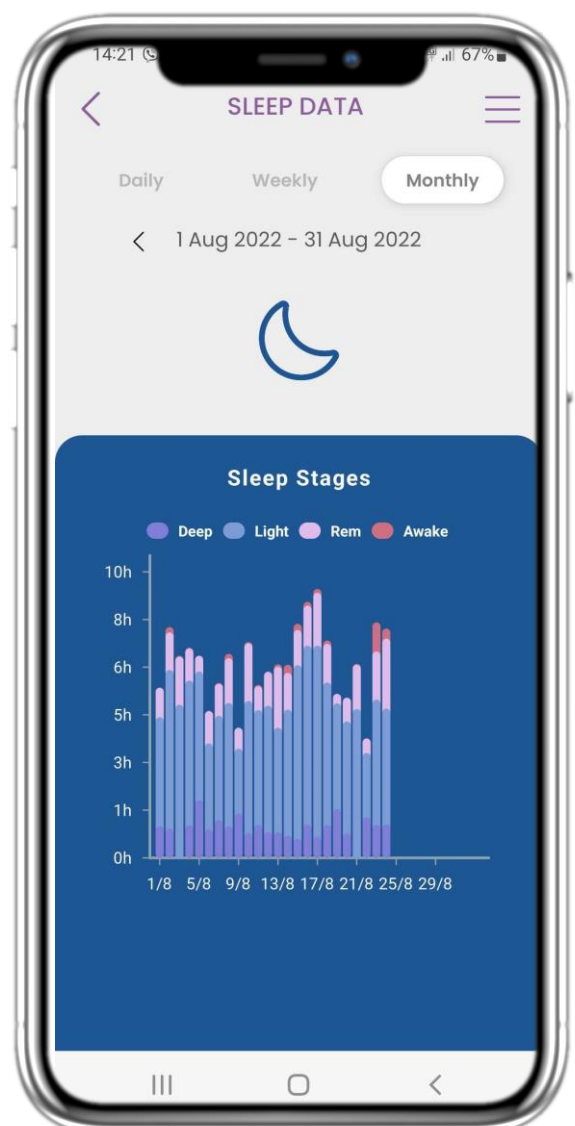 14:21 67%
SLEEP DATA
Daily Weekly Monthly
1 Aug 2022 - 31 Aug 2022
Sleep Stages
Deep Light Rem Awake
10h
8h
6h
5h
3h
1h
0h
1/8 5/8 9/8 13/8 17/8 21/8 25/8 29/8